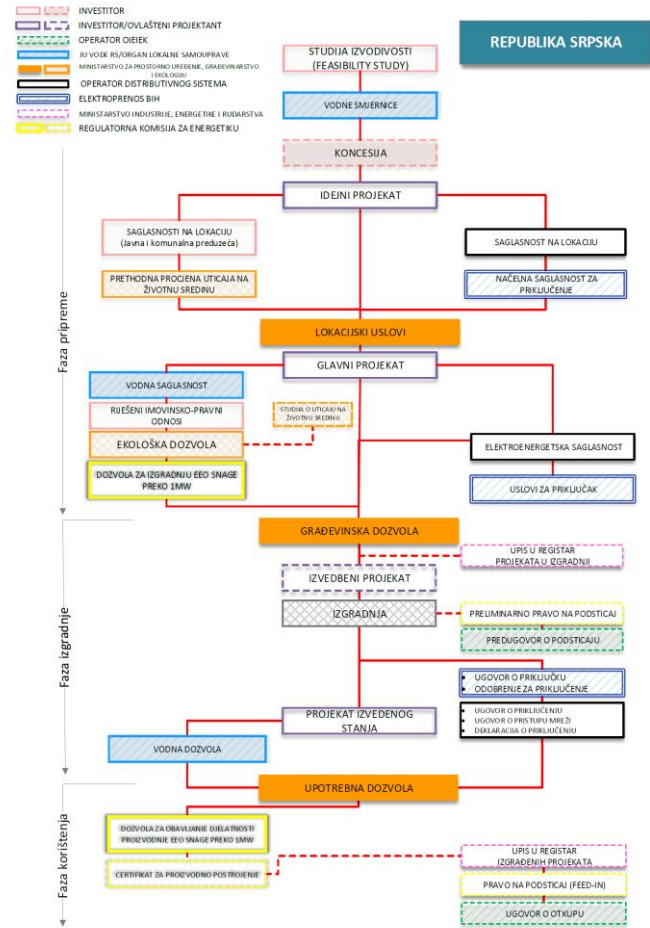 INVESTITOR
INVESTITOR/OVLAŠTENI PROJEKTANT
OPERATOR OIEIEK
JU VODE RS/ORGAN LOKALNE SAMOUPRAVE
MINISTARSTVO ZA PROSTORNO UREĐENJE, GRAĐEVINARSTVO
I EKOLOGIJU
OPERATOR DISTRIBUTIVNOG SISTEMA
ELEKTROPRENOS BIH
MINISTARSTVO INDUSTRIJE, ENERGETIKE I RUDARSTVA
REGULATORNA KOMISIJA ZA ENERGETIKU
REPUBLIKA SRPSKA
STUDIJA IZVODIVOSTI
(FEASIBILITY STUDY)
VODNE SMJERNICE
KONCESIJA
IDEJNI PROJEKAT
SAGLASNOSTI NA LOKACIJU
(Javna i komunalna preduzeća)
SAGLASNOST NA LOKACIJU
PRETHODNA PROCJENA UTICAJA NA
ŽIVOTNU SREDINU
NAČELNA SAGLASNOST ZA
PRIKLJUČENJE
LOKACIJSKI USLOVI
Faza pripreme
GLAVNI PROJEKAT
VODNA SAGLASNOST
RIJEŠENI IMOVINSKO-PRAVNI
ODNOSI
STUDIJA O UTICAJU NA
ŽIVOTNU SREDINU
EKOLOŠKA DOZVOLA
ELEKTROENERGETSKA SAGLASNOST
DOZVOLA ZA IZGRADNJU EEO SNAGE
PREKO 1MW
USLOVI ZA PRIKLJUČAK
GRAĐEVINSKA DOZVOLA
UPIS U REGISTAR
PROJEKATA U IZGRADNJI
IZVEDBENI PROJEKAT
IZGRADNJA
PRELIMINARNO PRAVO NA PODSTICAJ
PREDUGOVOR O PODSTICAJU
Faza izgradnje
• UGOVOR O PRIKLJUČKU
• ODOBRENJE ZA PRIKLJUČENJE
PROJEKAT IZVEDENOG
STANJA
• UGOVOR O PRIKLJUČENJU
• UGOVOR O PRISTUPU MREŽI
• DEKLARACIJA O PRIKLJUČENJU
VODNA DOZVOLA
UPOTREBNA DOZVOLA
Faza korištenja
DOZVOLA ZA OBAVLJANJE DJELATNOSTI
PROIZVODNJE EEO SNAGE PREKO 1MW
CERTIFIKAT ZA PROIZVODNO POSTROJENJE
UPIS U REGISTAR
IZGRAĐENIH PROJEKATA
PRAVO NA PODSTICAJ (FEED-IN)
UGOVOR O OTKUPU